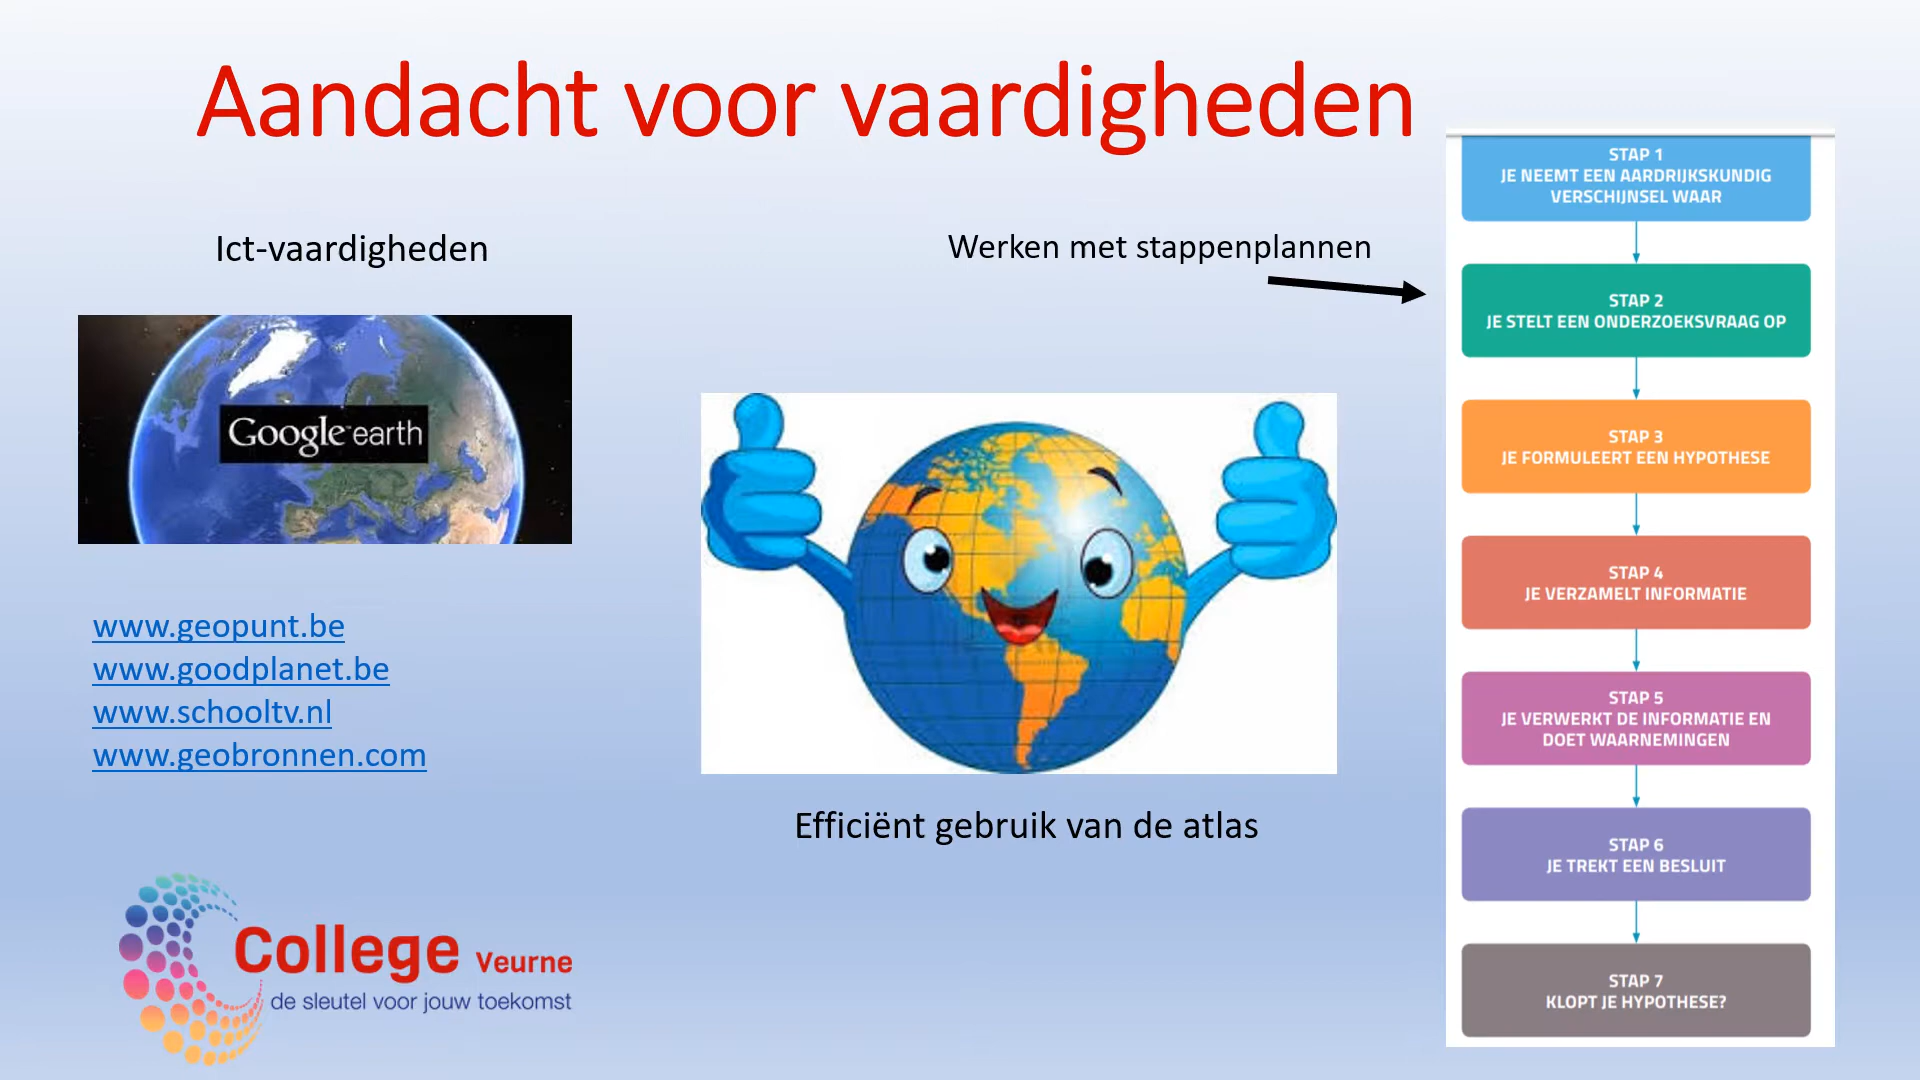 Aandacht voor vaardigheden
Ict-vaardigheden
Google earth
www.geopunt.be
www.goodplanet.be
www.schooltv.nl
www.geobronnen.com
Werken met stappenplannen
Efficiënt gebruik van de atlas
STAP 1
JE NEEMT EEN AARDRIJKSKUNDIG
VERSCHIJNSEL WAAR
STAP 2
JE STELT EEN ONDERZOEKSVRAAG OP
STAP 3
JE FORMULEERT EEN HYPOTHESE
STAP 4
JE VERZAMELT INFORMATIE
STAP 5
JE VERWERKT DE INFORMATIE EN
DOET WAARNEMINGEN
STAP 6
JE TREKT EEN BESLUIT
STAP 7
KLOPT JE HYPOTHESE?
College Veurne
de sleutel voor jouw toekomst